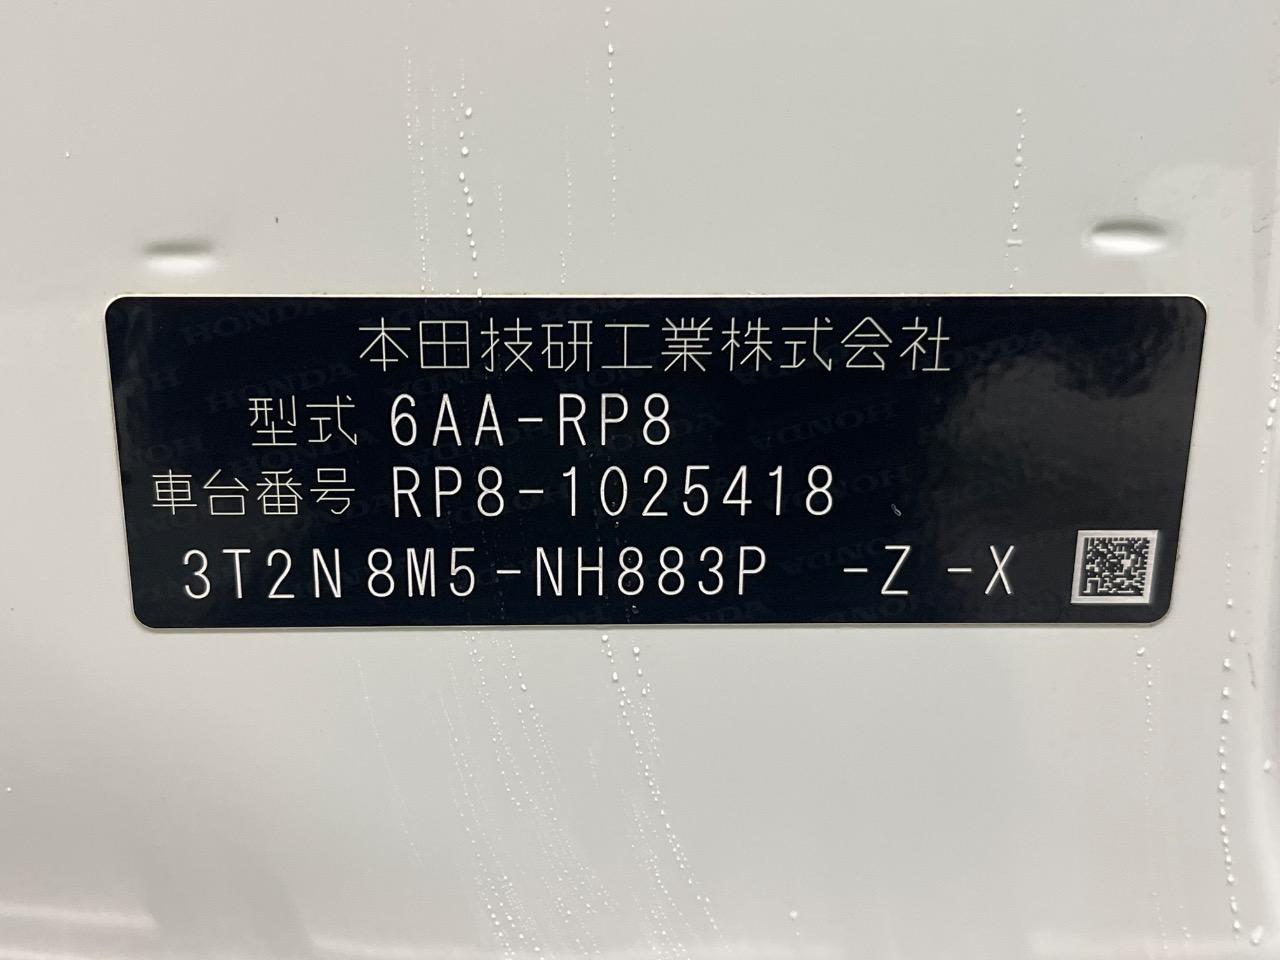 本田技研工業株式会社
型式 6AA-RP8
車台番号 RP8-1025418
3T2N8M5-NH883P -Z -X